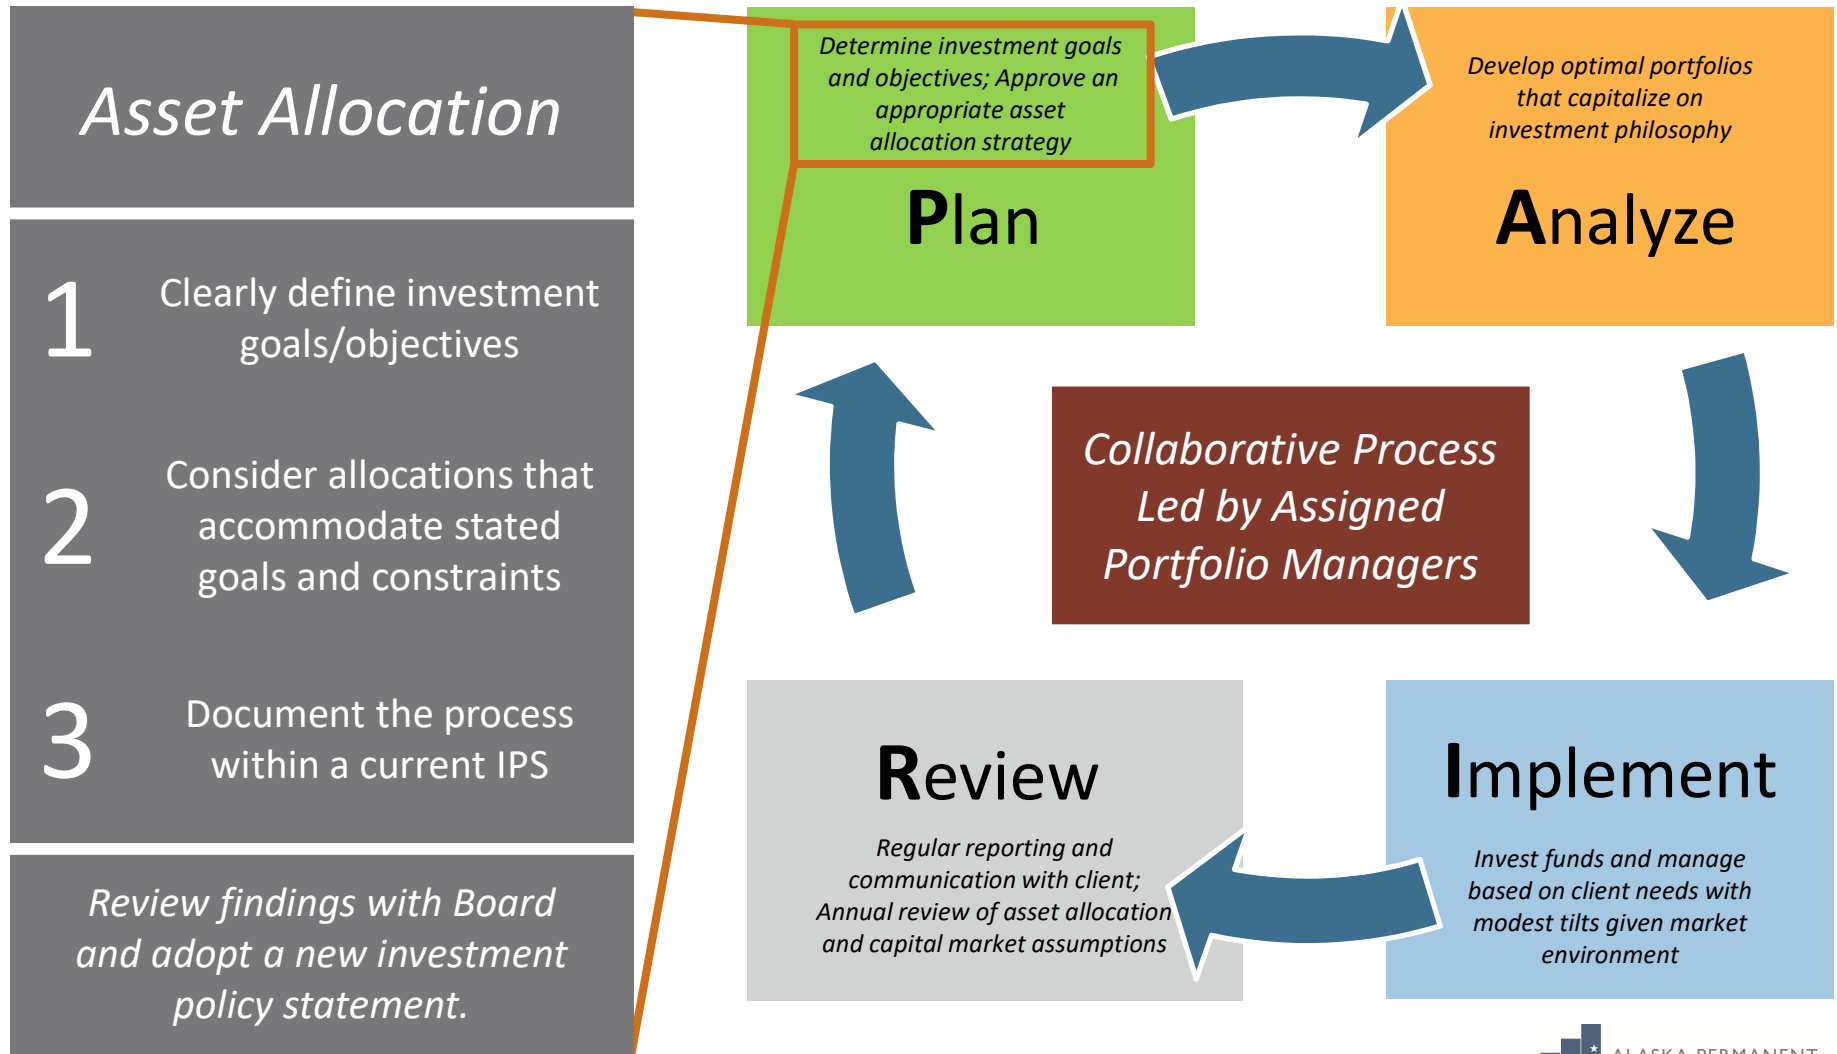 Asset Allocation
1
Clearly define investment
goals/objectives
2
Consider allocations that
accommodate stated
goals and constraints
3
Document the process
within a current IPS
Review findings with Board
and adopt a new investment
policy statement.
Determine investment goals
and objectives; Approve an
appropriate asset
allocation strategy
Plan
Develop optimal portfolios
that capitalize on
investment philosophy
Analyze
Collaborative Process
Led by Assigned
Portfolio Managers
Review
Regular reporting and
communication with client;
Annual review of asset allocation
and capital market assumptions
Implement
Invest funds and manage
based on client needs with
modest tilts given market
environment
ALASKA PERMANENT